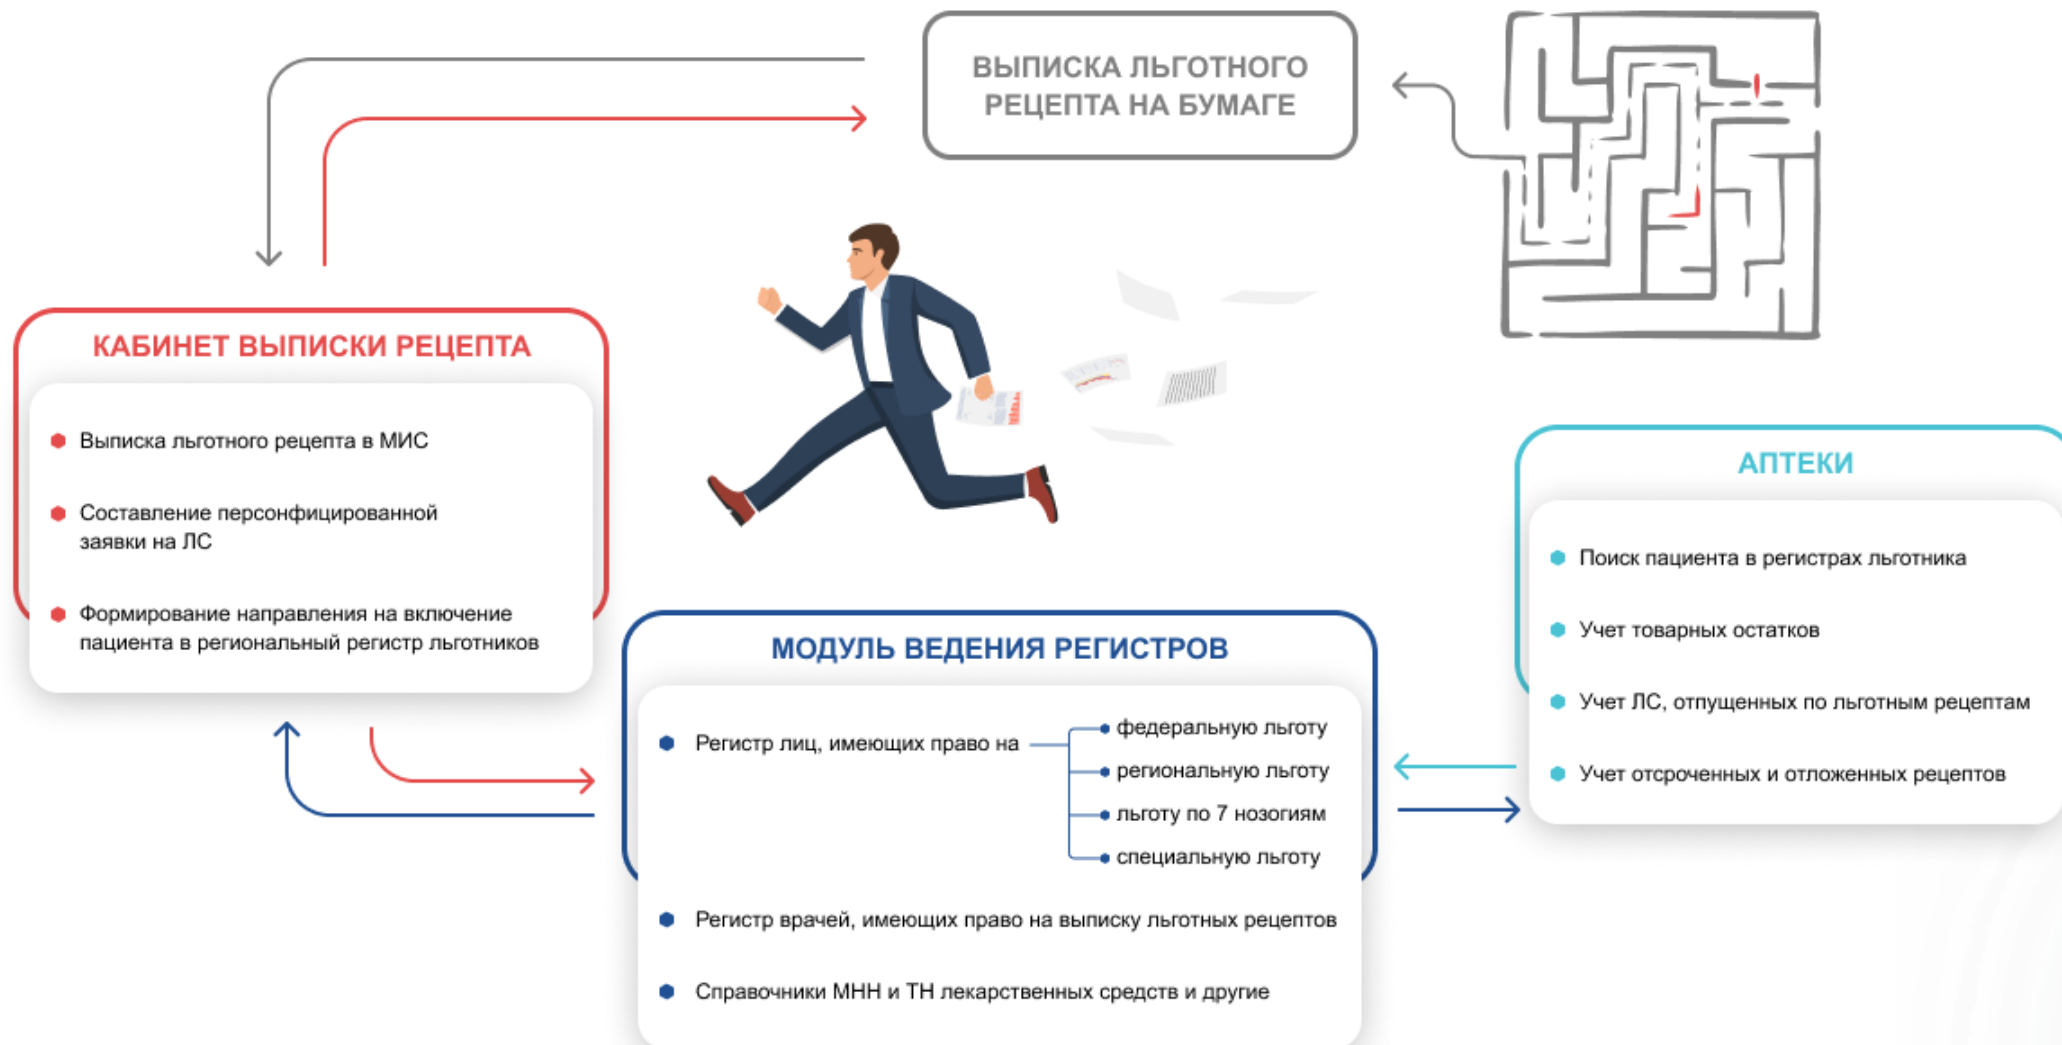 ВЫПИСКА ЛЬГОТНОГО
РЕЦЕПТА НА БУМАГЕ
КАБИНЕТ ВЫПИСКИ РЕЦЕПТА
Выписка льготного рецепта в МИС
Составление персонфицированной
заявки на ЛС
Формирование направления на включение
пациента в региональный регистр льготников
МОДУЛЬ ВЕДЕНИЯ РЕГИСТРОВ
Регистр лиц, имеющих право на
федеральную льготу
региональную льготу
льготу по 7 нозогиям
специальную льготу
Регистр врачей, имеющих право на выписку льготных рецептов
Справочники МНН и ТН лекарственных средств и другие
АПТЕКИ
Поиск пациента в регистрах льготника
Учет товарных остатков
Учет ЛС, отпущенных по льготным рецептам
Учет отсроченных и отложенных рецептов